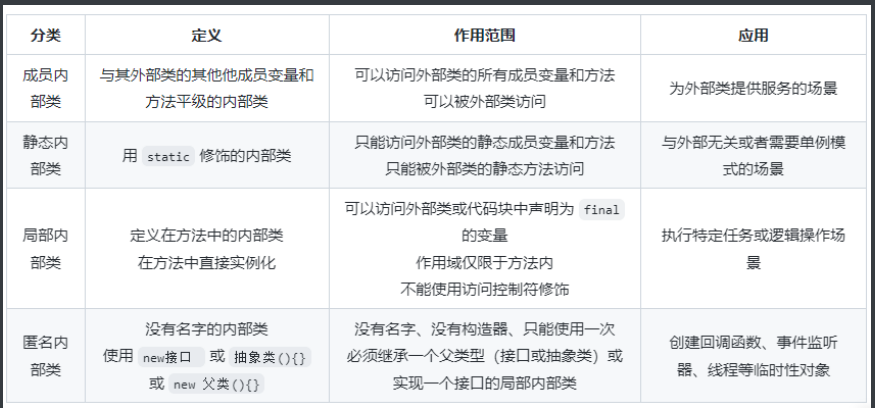 分类 定义 作用范围 应用
成员内部类
与其外部类的其他他成员变量和
方法平级的内部类
可以访问外部类的所有成员变量和方法
可以被外部类访问
为外部类提供服务的场景
静态内部类
用 static 修饰的内部类
只能访问外部类的静态成员变量和方法
只能被外部类的静态方法访问
与外部无关或者需要单例模
式的场景
局部内部类
定义在方法中的内部类
在方法中直接实例化
可以访问外部类或代码块中声明为 final
的变量
作用域仅限于方法内
不能使用访问控制符修饰
执行特定任务或逻辑操作场
景
匿名内部类
没有名字的内部类
使用 new接口 或 抽象类(){}
或 new 父类(){}
没有名字、没有构造器、只能使用一次
必须继承一个父类型（接口或抽象类）或
实现一个接口的局部内部类
创建回调函数、事件监听
器、线程等临时性对象